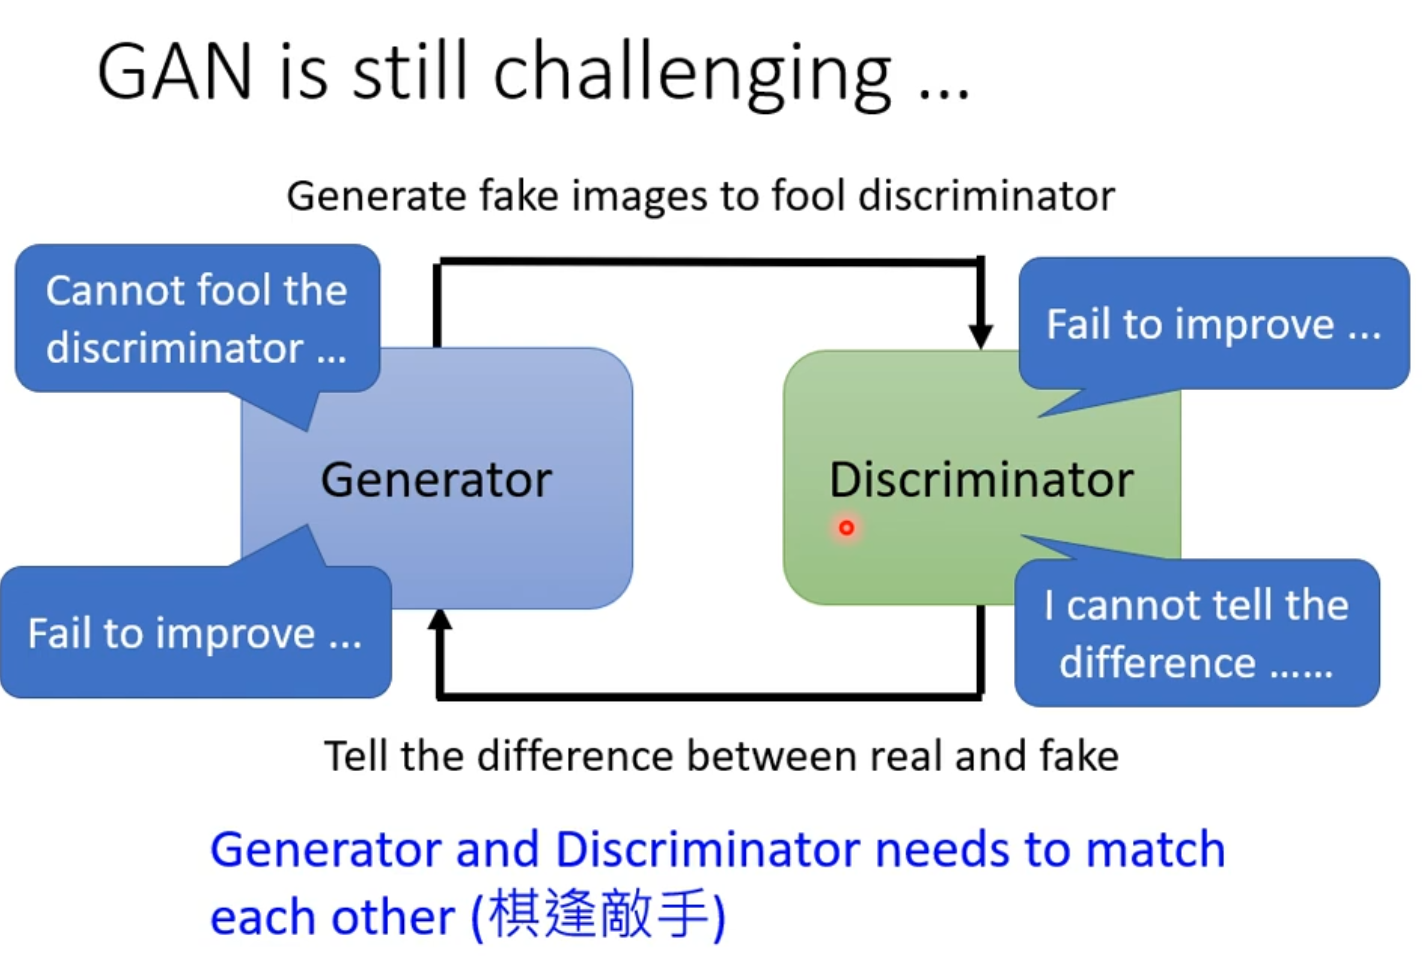 GAN is still challenging ...
Generate fake images to fool discriminator
Cannot fool the
discriminator ...
Fail to improve ...
Generator
Discriminator
Fail to improve ...
I cannot tell the
difference ......
Tell the difference between real and fake
Generator and Discriminator needs to match
each other (棋逢敵手)